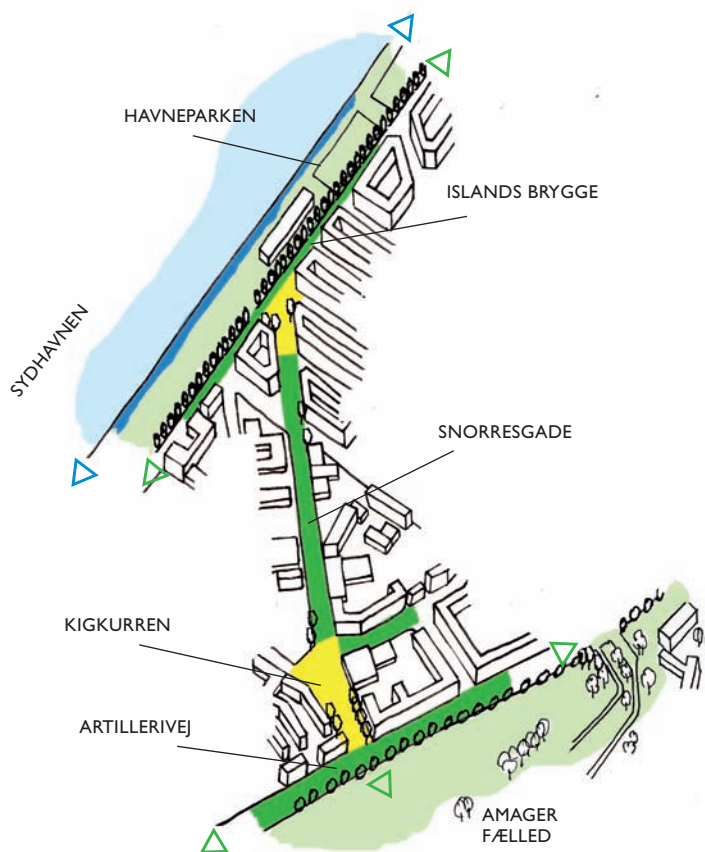 HAVNEPARKEN
ISLANDS BRYGGE
SYDHAVNEN
SNORRESGADE
KIGKURREN
ARTILLERIVEJ
AMAGER
FÆLLED